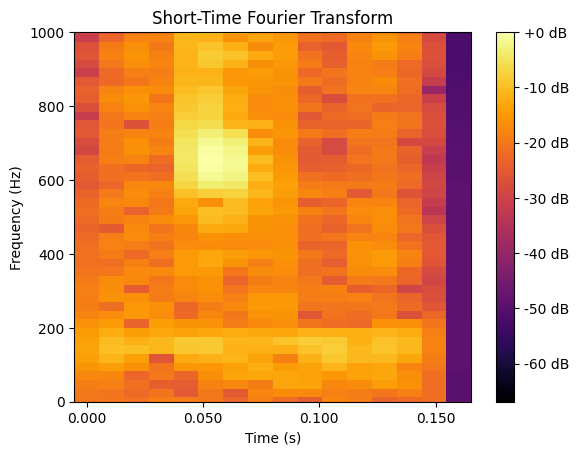 Short-Time Fourier Transform
Frequency (Hz)
1000
800
600
400
200
0
0.000
0.050
0.100
0.150
Time (s)
+0 dB
-10 dB
-20 dB
-30 dB
-40 dB
-50 dB
-60 dB